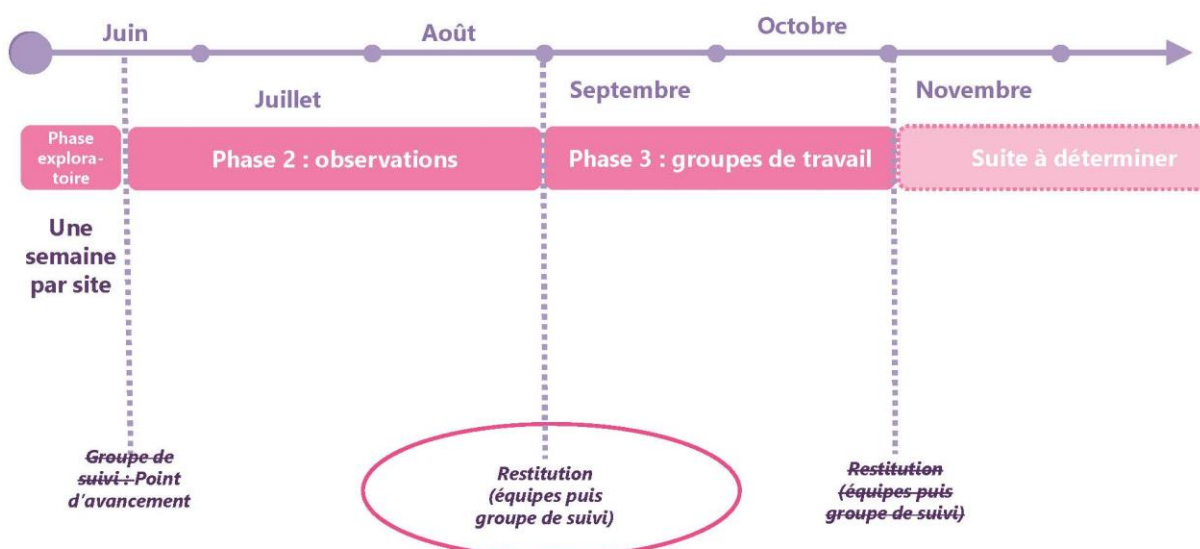 Juin
Août
Octobre
Juillet
Septembre
Novembre
Phase
explora-
toire
Phase 2 : observations
Phase 3 : groupes de travail
Suite à déterminer
Une
semaine
par site
Groupe de
suivi : Point
d'avancement
Restitution
(équipes puis
groupe de suivi)
Restitution
(équipes puis
groupe de suivi)